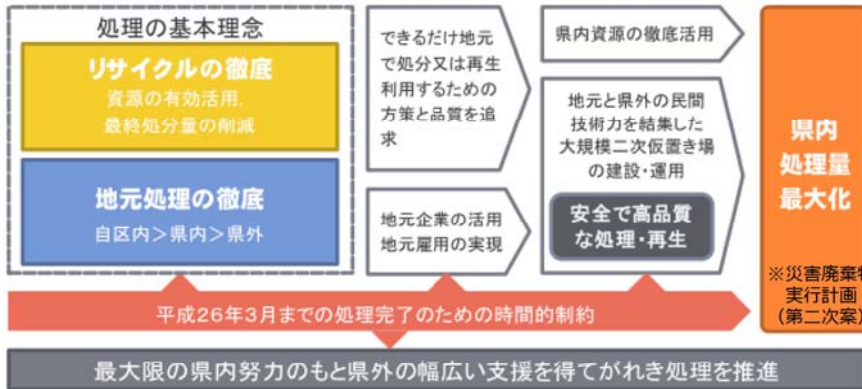 処理の基本理念
リサイクルの徹底
資源の有効活用,
最終処分量の削減
地元処理の徹底
自区内＞県内＞県外
できるだけ地元
で処分又は再生
利用するための
方策と品質を追
求
地元企業の活用
地元雇用の実現
県内資源の徹底活用
地元と県外の民間
技術力を結集した
大規模二次仮置き場
の建設・運用
安全で高品質
な処理・再生
県内
処理量
最大化
※災害廃棄物
実行計画
(第二次案)
平成２６年３月までの処理完了のための時間的制約
最大限の県内努力のもと県外の幅広い支援を得てがれき処理を推進